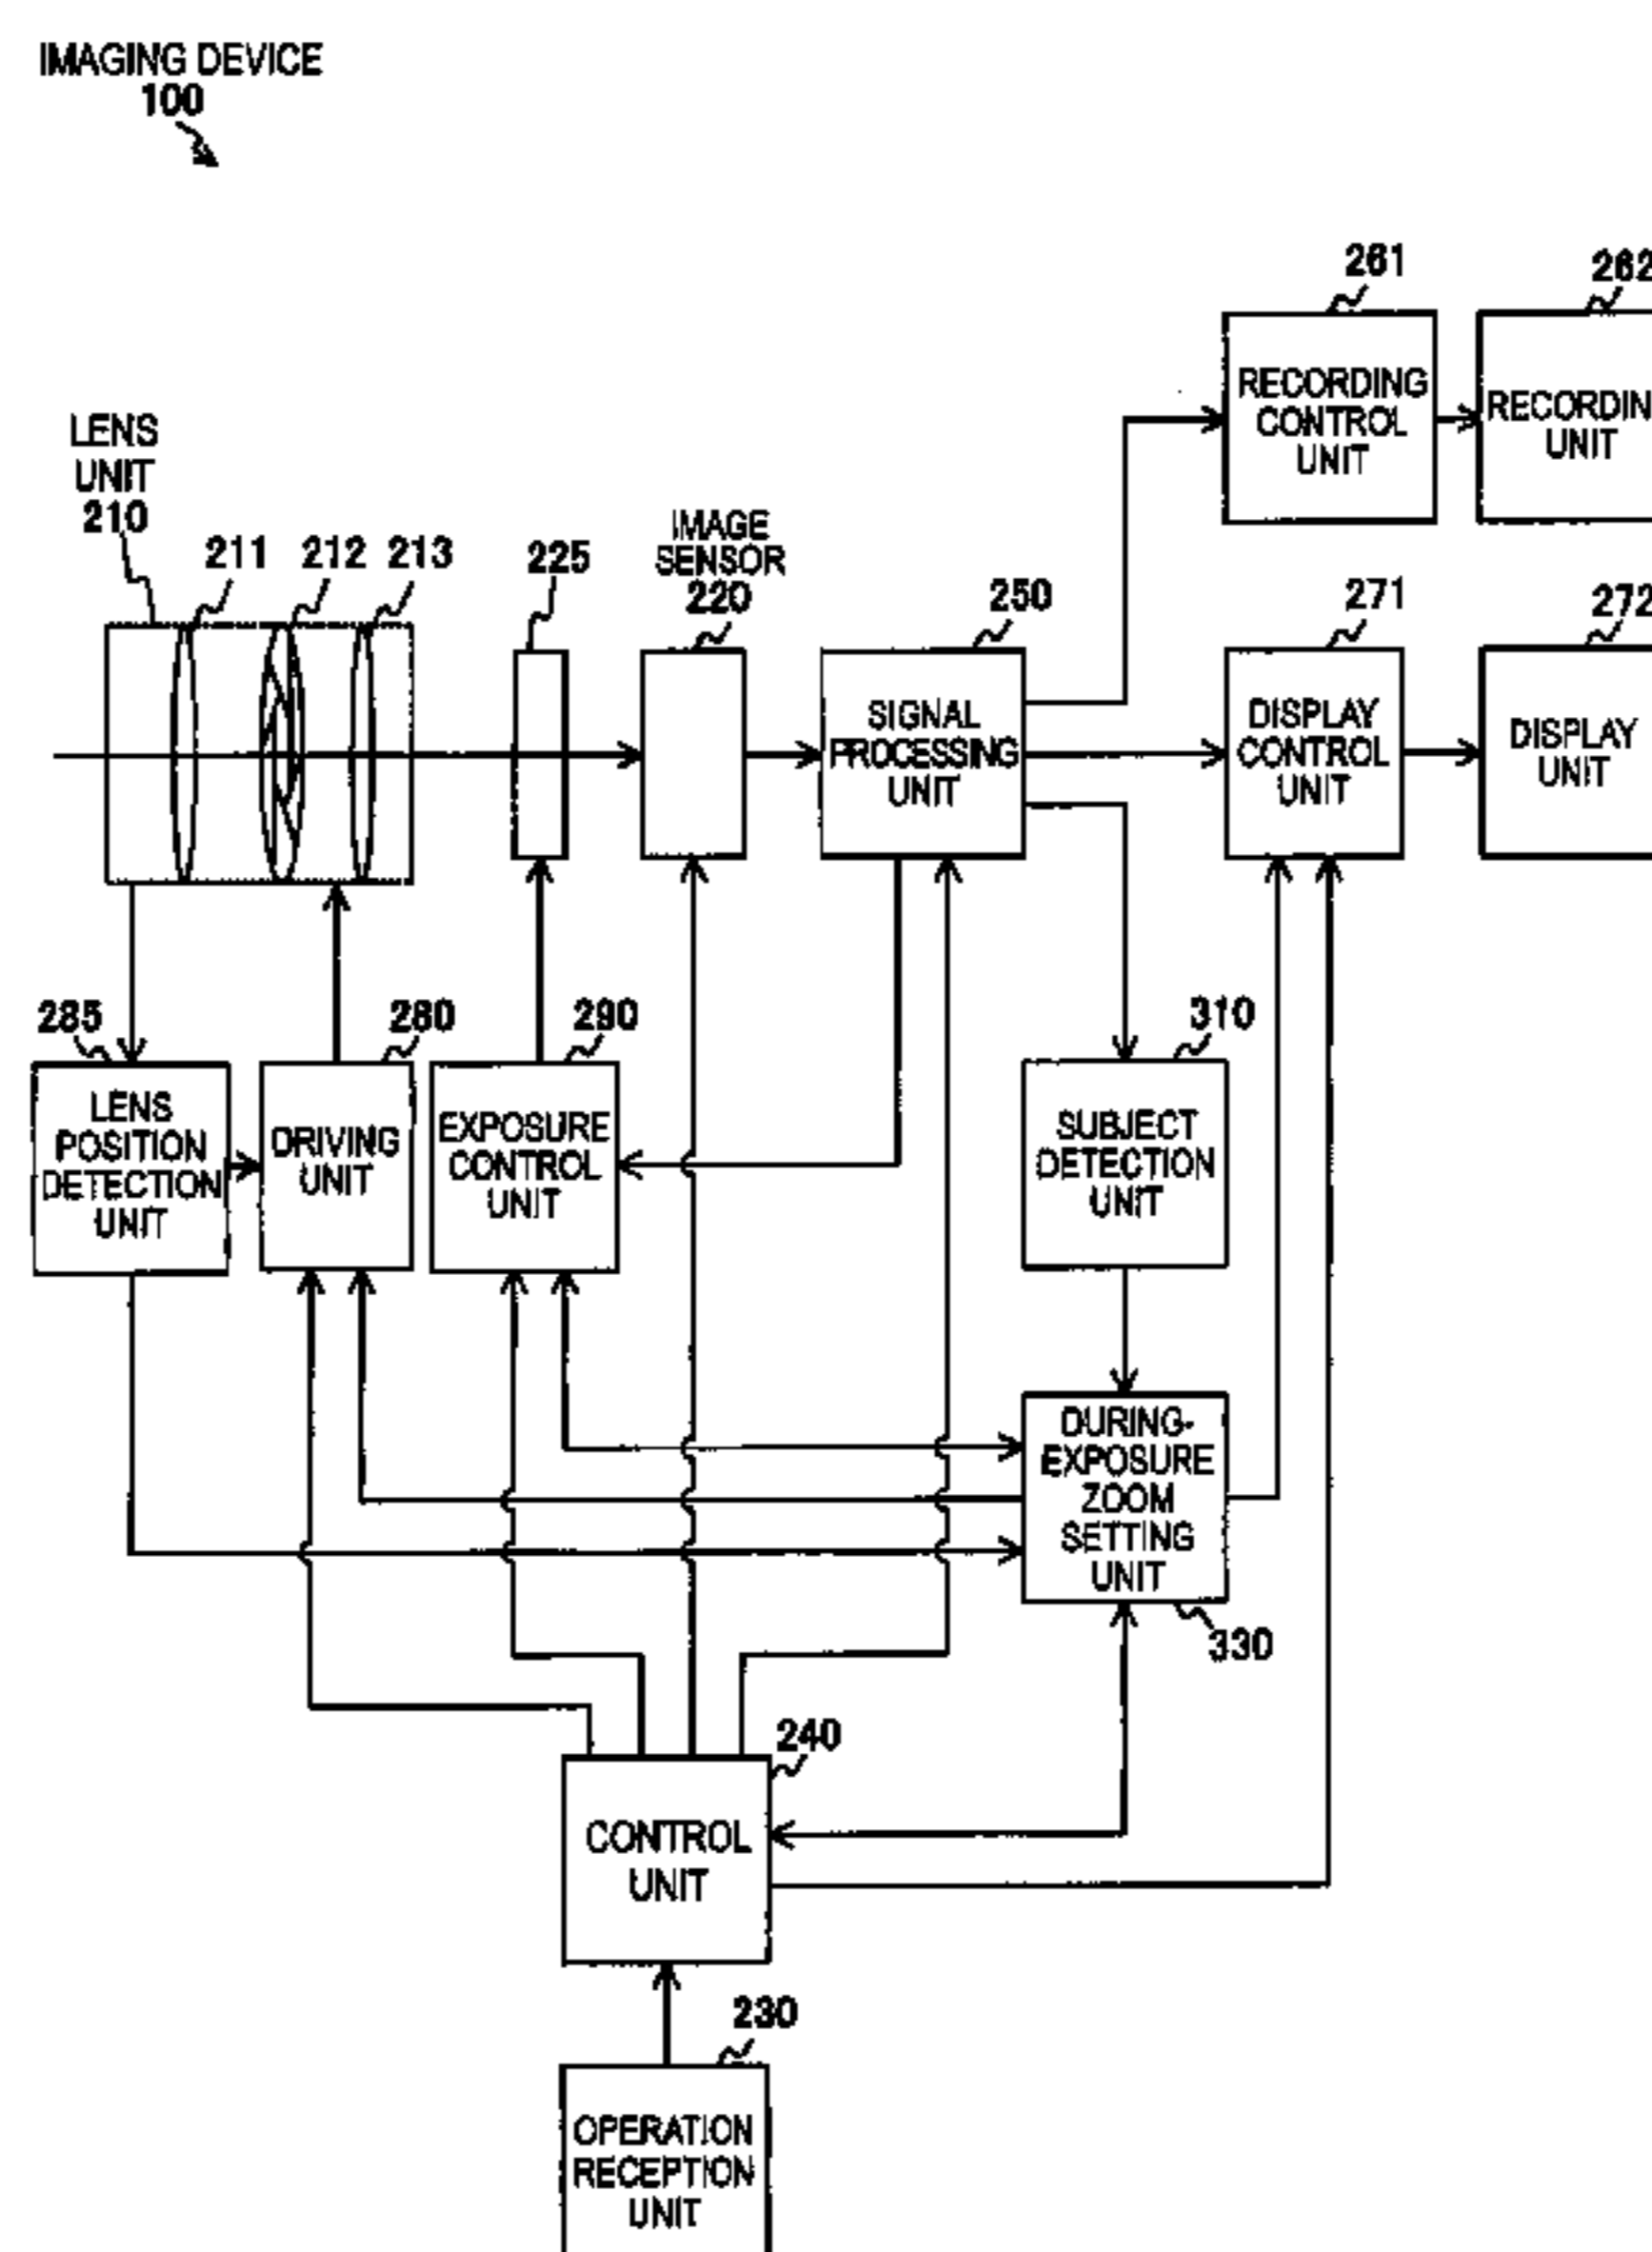 IMAGING DEVICE
100
261
262
RECORDING
CONTROL
UNIT
RECORDIN
UNIT
LENS
UNIT
210
211
212
213
225
IMAGE
SENSOR
220
250
271
272
SIGNAL
PROCESSING
UNIT
DISPLAY
CONTROL
UNIT
DISPLAY
UNIT
285
280
290
310
LENS
POSITION
DETECTION
UNIT
DRIVING
UNIT
EXPOSURE
CONTROL
UNIT
SUBJECT
DETECTION
UNIT
DURING-
EXPOSURE
ZOOM
SETTING
UNIT
330
240
CONTROL
UNIT
230
OPERATION
RECEPTION
UNIT